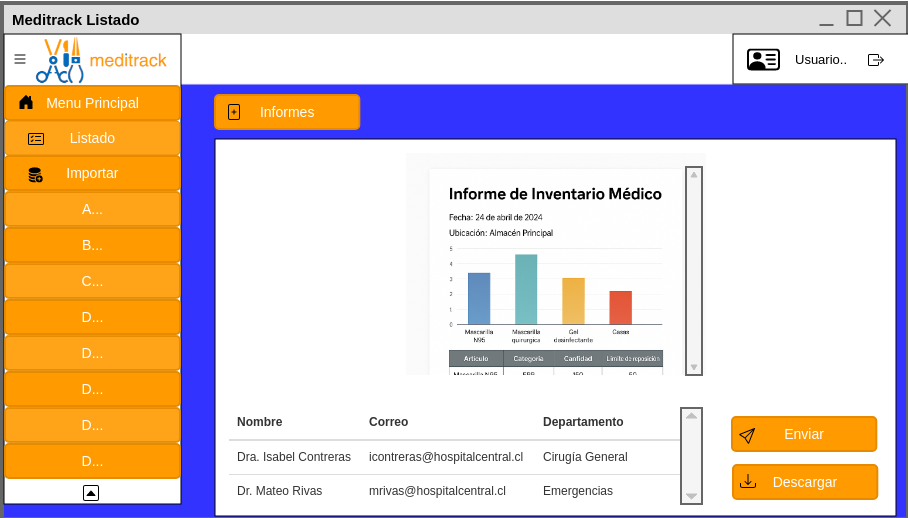 Meditrack Listado
meditrack
Usuario..
Menu Principal
Listado
Importar
A...
B...
C...
D...
D...
D...
D...
D...
Informes
Informe de Inventario Médico
Fecha: 24 de abril de 2024
Ubicación: Almacén Principal
5
4
3
2
1
0
Mascarilla N95
Mascarilla quirurgica
Gel desinfectante
Gasas
Artículo Categoría Canfidad Límite de reposición
Mascarilla N95 EPP 150 50
Nombre Correo Departamento
Dra. Isabel Contreras icontreras@hospitalcentral.cl Cirugía General
Dr. Mateo Rivas mrivas@hospitalcentral.cl Emergencias
Enviar
Descargar